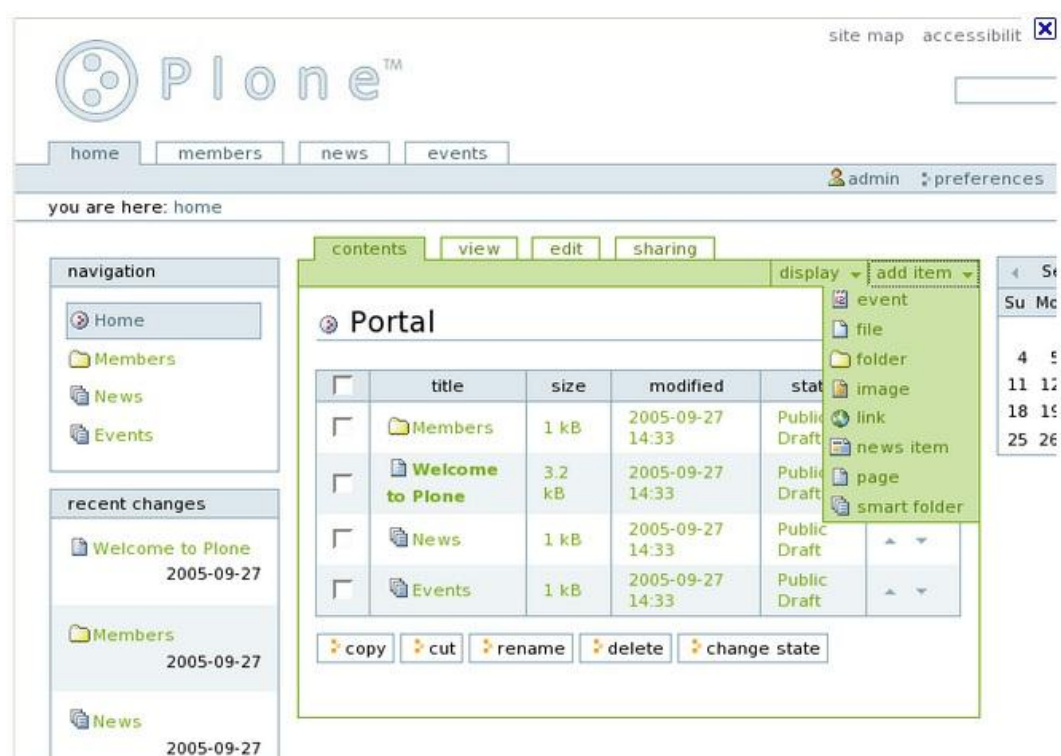 site map accessibilit
Plone™
home members news events
admin preferences
you are here: home
contents view edit sharing
navigation
display add item
Home
Members
News
Events
Portal
event
file
folder
image
link
news item
page
smart folder
title size modified
Members 1 kB 2005-09-27 14:33 Public Draft
Welcome to Plone 3.2 kB 2005-09-27 14:33 Draft
News 1 kB 2005-09-27 14:33 Public Draft
Events 1 kB 2005-09-27 14:33 Public Draft
copy cut rename delete change state
recent changes
Welcome to Plone
2005-09-27
Members
2005-09-27
News
2005-09-27
Su Mo
4
11 12
18 19
25 26